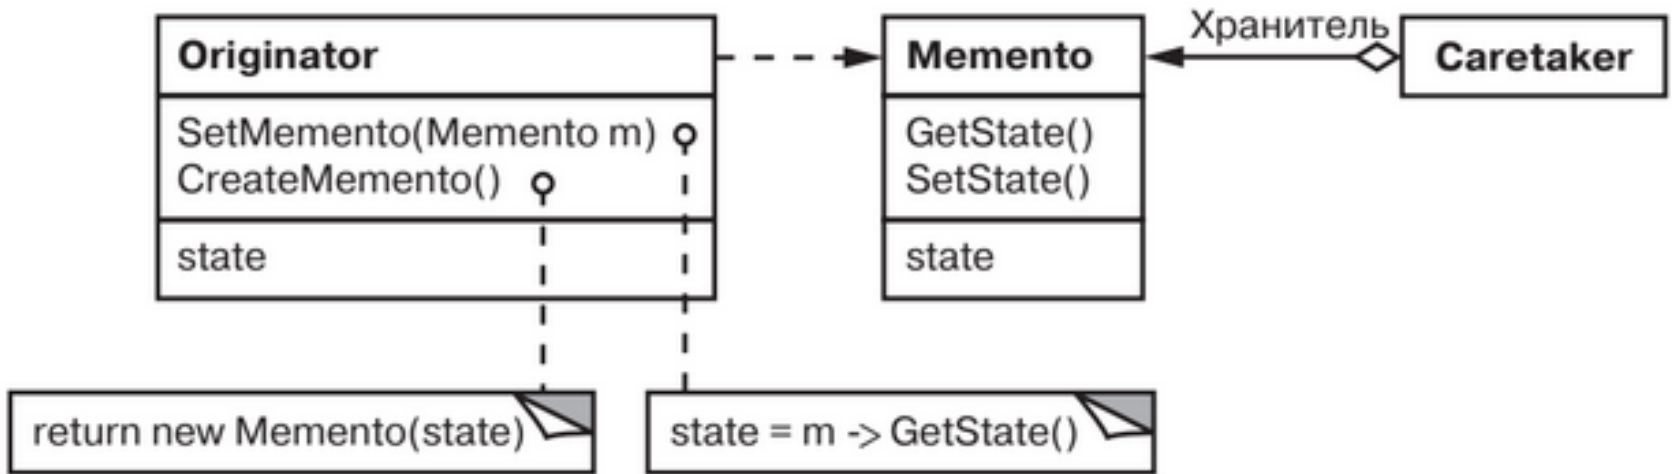 Originator
SetMemento(Memento m)
CreateMemento()
state
Memento
GetState()
SetState()
state
Хранитель
Caretaker
return new Memento(state)
state = m -> GetState()